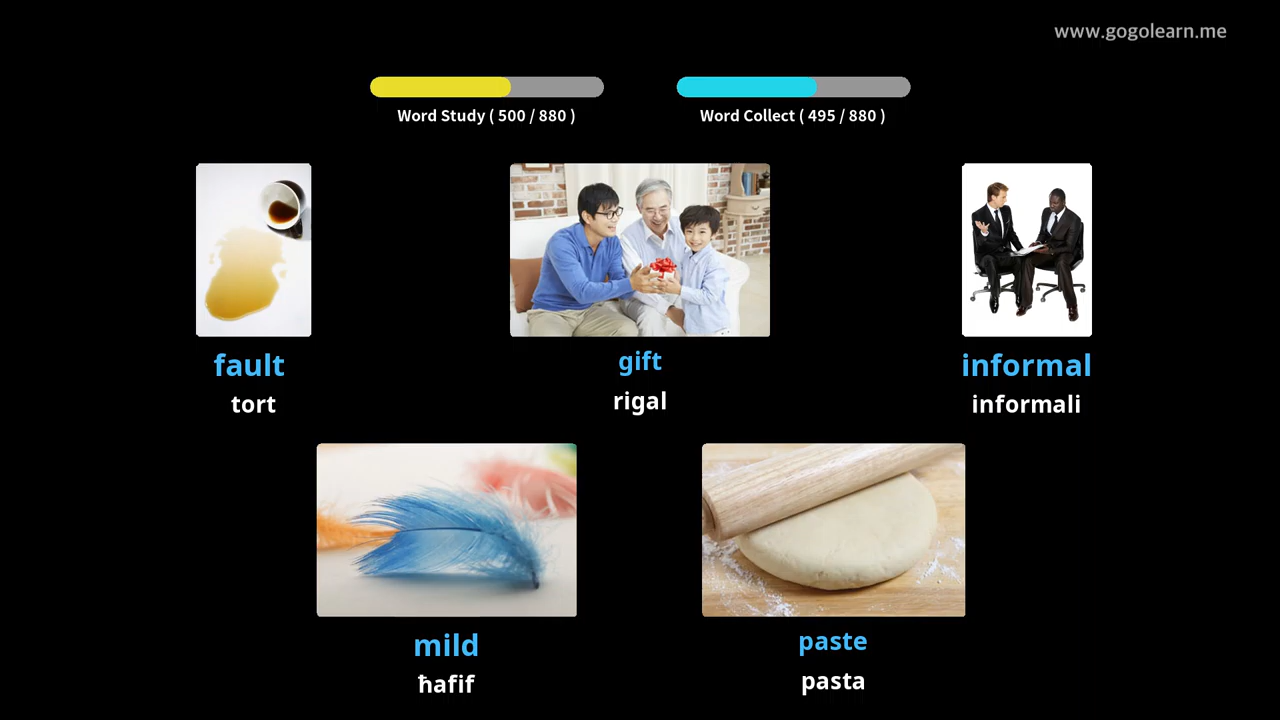 www.gogolearn.me
Word Study ( 500 / 880 )
Word Collect ( 495 / 880 )
fault
tort
gift
rigal
informal
informali
mild
ħafif
paste
pasta